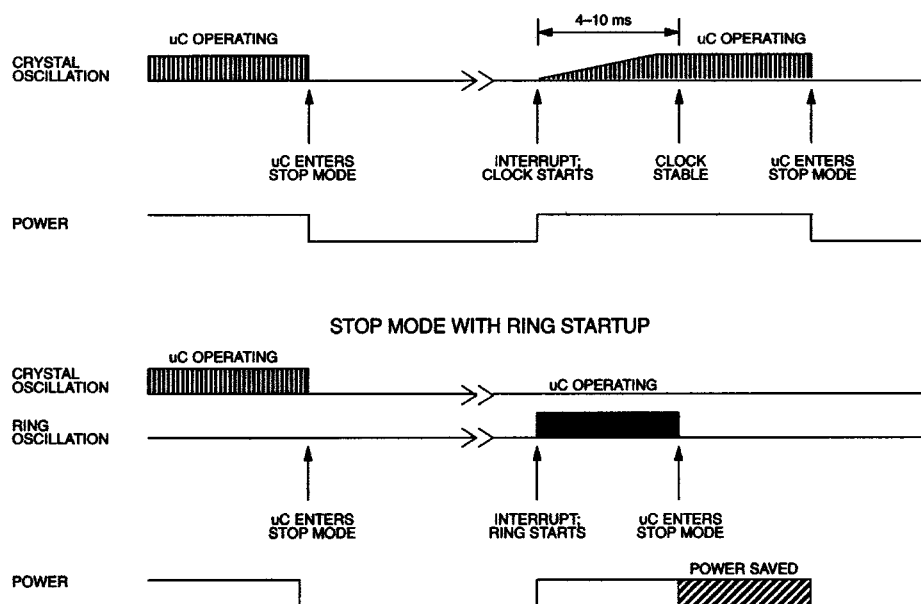 4–10 ms
uC OPERATING
uC OPERATING
CRYSTAL
OSCILLATION
uC ENTERS
STOP MODE
INTERRUPT;
CLOCK STARTS
CLOCK
STABLE
uC ENTERS
STOP MODE
POWER
STOP MODE WITH RING STARTUP
uC OPERATING
CRYSTAL
OSCILLATION
uC OPERATING
RING
OSCILLATION
uC ENTERS
STOP MODE
INTERRUPT;
RING STARTS
uC ENTERS
STOP MODE
POWER SAVED
POWER